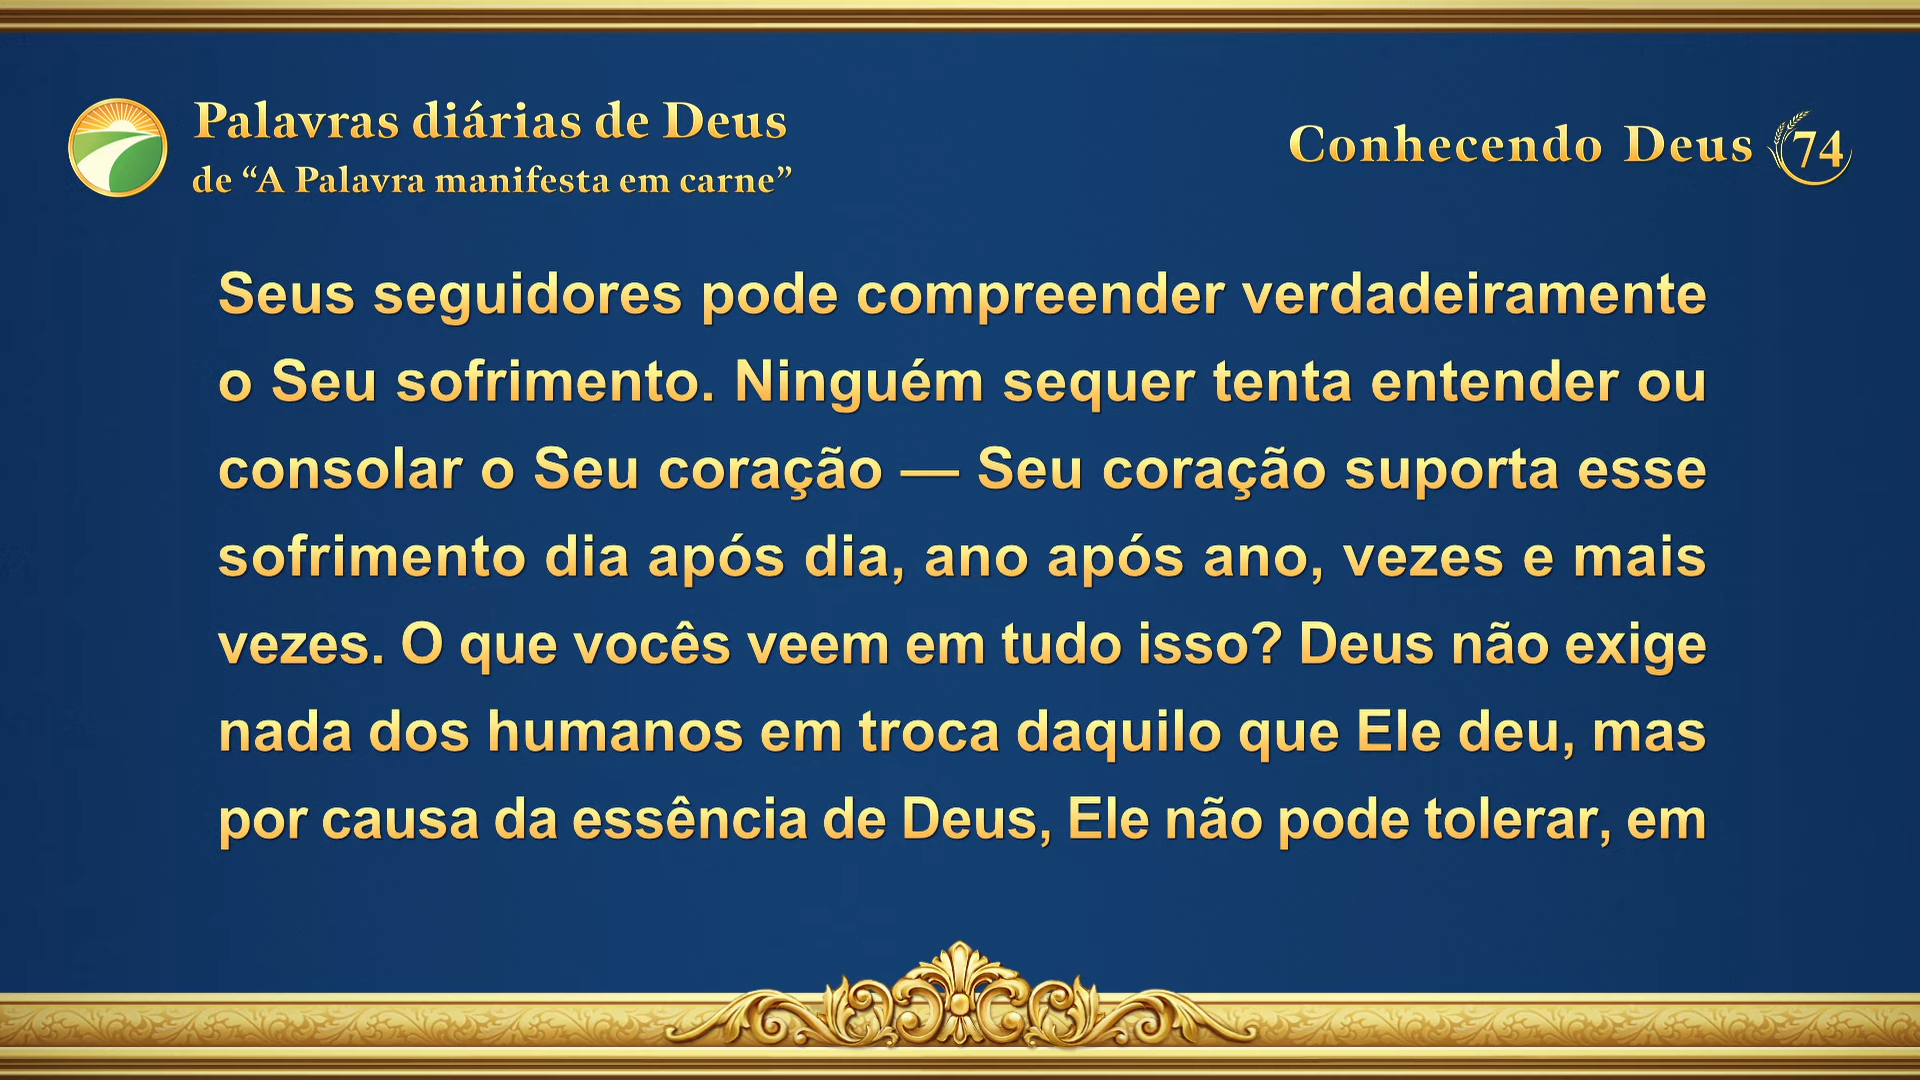 Palavras diárias de Deus
de “A Palavra manifesta em carne”
Conhecendo Deus 74
Seus seguidores pode compreender verdadeiramente
o Seu sofrimento. Ninguém sequer tenta entender ou
consolar o Seu coração — Seu coração suporta esse
sofrimento dia após dia, ano após ano, vezes e mais
vezes. O que vocês veem em tudo isso? Deus não exige
nada dos humanos em troca daquilo que Ele deu, mas
por causa da essência de Deus, Ele não pode tolerar, em